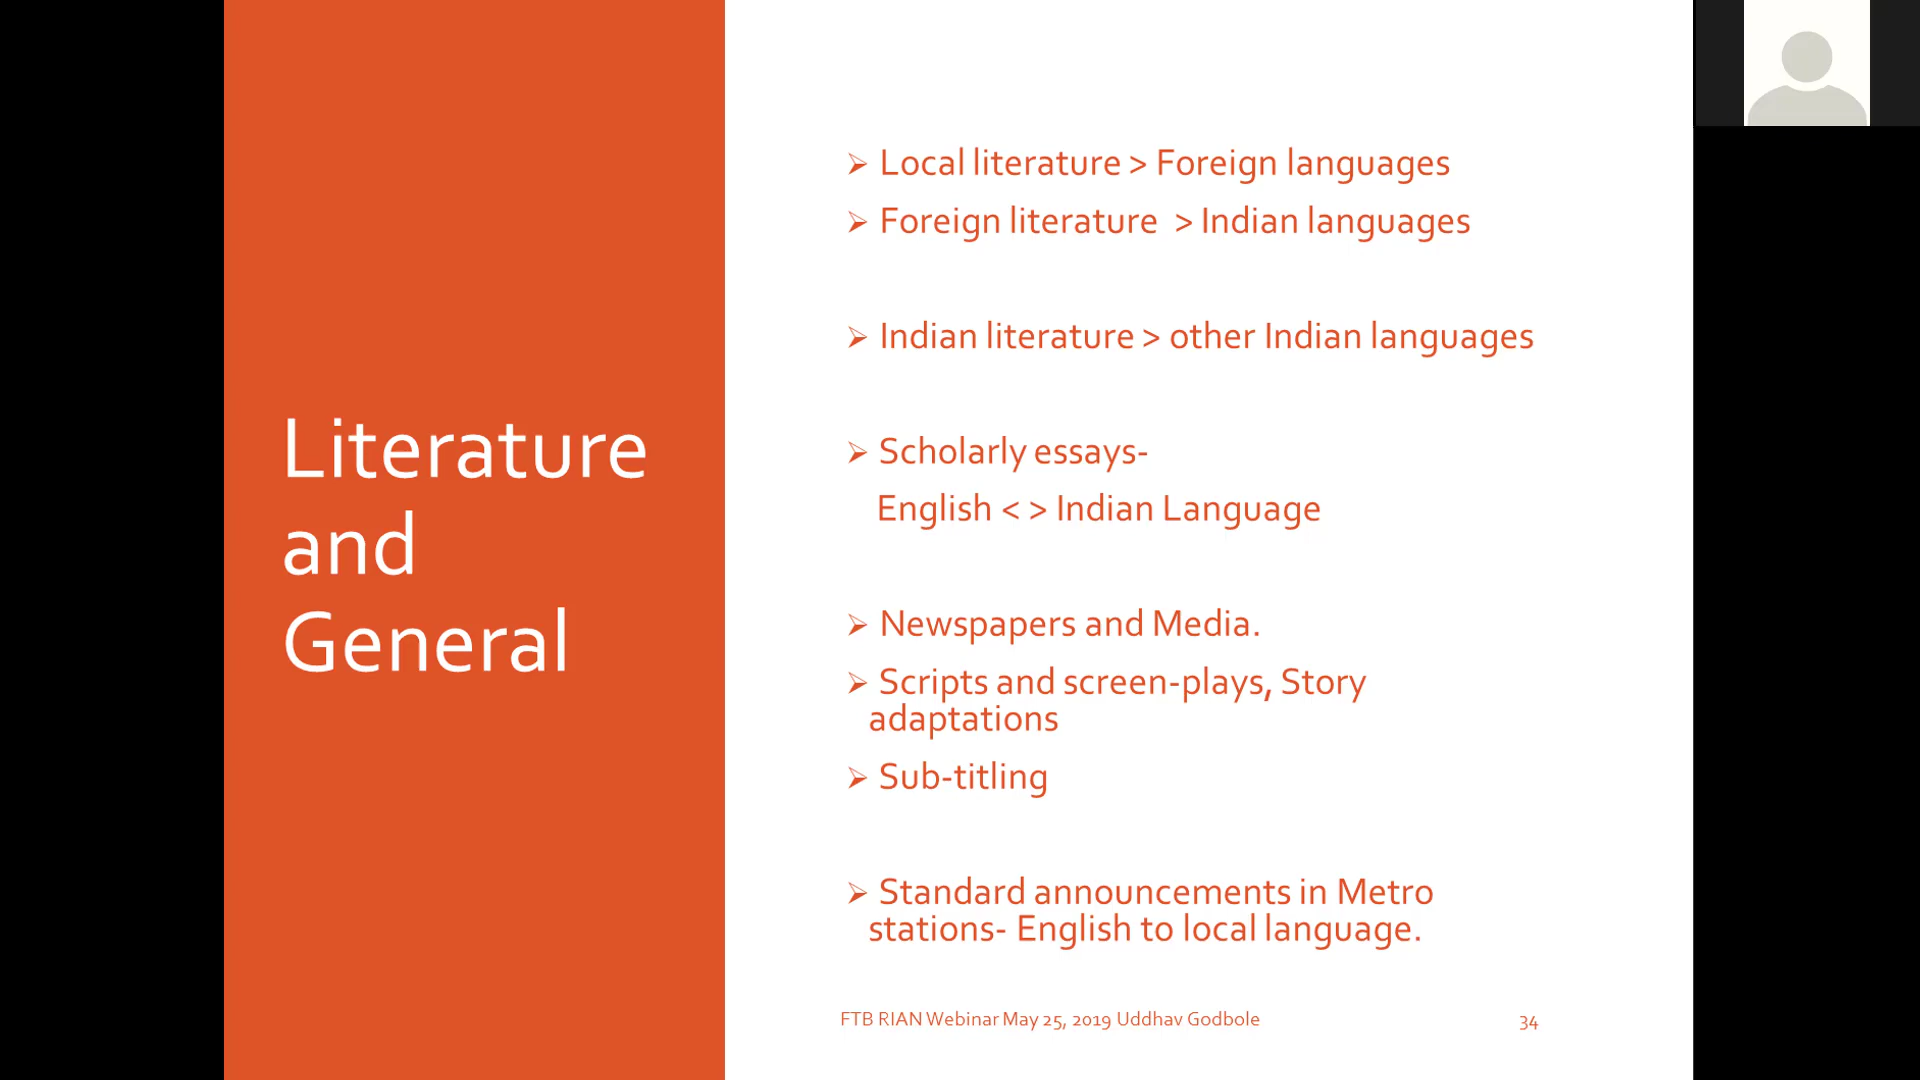 Literature
and
General
➢ Local literature > Foreign languages
➢ Foreign literature > Indian languages
➢ Indian literature > other Indian languages
➢ Scholarly essays-
English < > Indian Language
➢ Newspapers and Media.
➢ Scripts and screen-plays, Story
adaptations
➢ Sub-titling
➢ Standard announcements in Metro
stations- English to local language.
FTB RIAN Webinar May 25, 2019 Uddhav Godbole
34